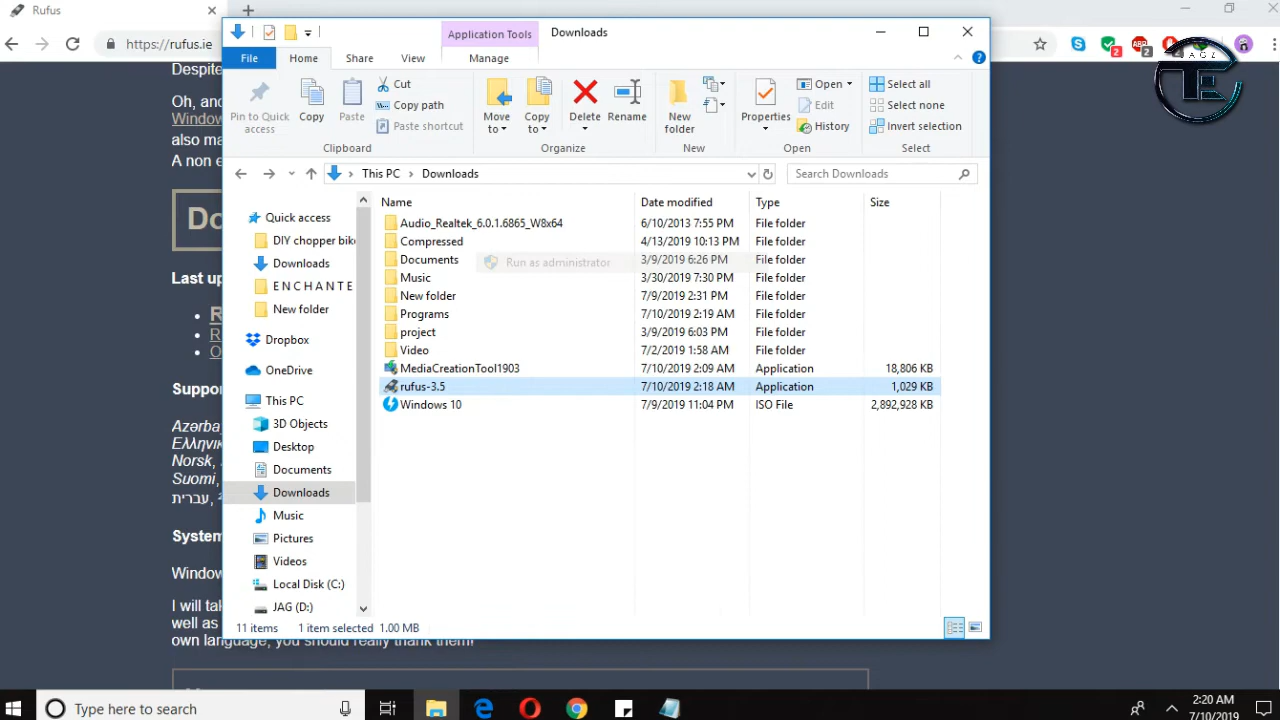 Rufus
https://rufus.ie
2
2
TE
Despite
Oh, and
Window
also ma
A non e
Do
Last up
R
R
O
Suppor
Azərba
Ελληνικ
Norsk,
Suomi,
עברית,
System
Window
I will tak
well as
own language, you should really thank them!
Application Tools
Downloads
File
Home
Share
View
Manage
Pin to Quick access
Copy
Paste
Cut
Copy path
Paste shortcut
Clipboard
Move to
Copy to
Delete
Rename
Organize
New folder
New
Properties
Open
Edit
History
Open
Select all
Select none
Invert selection
Select
This PC
Downloads
Search Downloads
Quick access
DIY chopper bike
Downloads
E N C H A N T E
New folder
Dropbox
OneDrive
This PC
3D Objects
Desktop
Documents
Downloads
Music
Pictures
Videos
Local Disk (C:)
JAG (D:)
Name Date modified Type Size
Audio_Realtek_6.0.1.6865_W8x64 6/10/2013 7:55 PM File folder
Compressed 4/13/2019 10:13 PM File folder
Documents 3/9/2019 6:26 PM File folder
Run as administrator
Music 3/30/2019 7:30 PM File folder
New folder 7/9/2019 2:31 PM File folder
Programs 7/10/2019 2:19 AM File folder
project 3/9/2019 6:03 PM File folder
Video 7/2/2019 1:58 AM File folder
MediaCreationTool1903 7/10/2019 2:09 AM Application 18,806 KB
rufus-3.5 7/10/2019 2:18 AM Application 1,029 KB
Windows 10 7/9/2019 11:04 PM ISO File 2,892,928 KB
11 items 1 item selected 1.00 MB
Type here to search
2:20 AM
7/10/2019